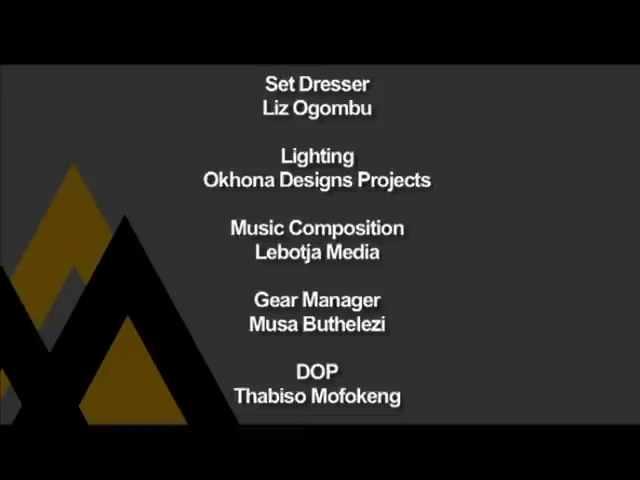 Set Dresser
Liz Ogombu
Lighting
Okhona Designs Projects
Music Composition
Lebotja Media
Gear Manager
Musa Buthelezi
DOP
Thabiso Mofokeng